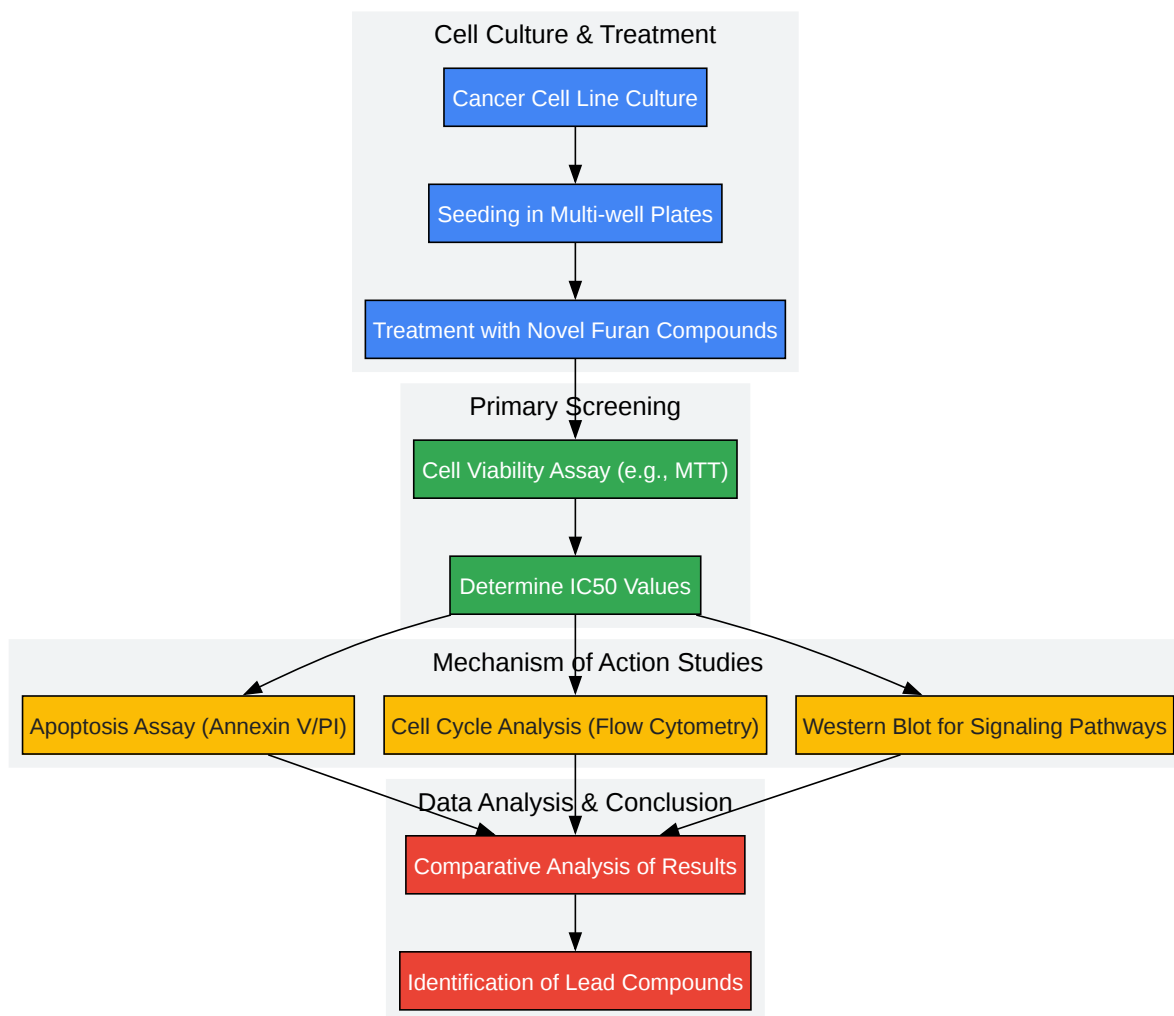 Cell Culture & Treatment
Cancer Cell Line Culture
Seeding in Multi-well Plates
Treatment with Novel Furan Compounds
Primary Screening
Cell Viability Assay (e.g., MTT)
Determine IC50 Values
Mechanism of Action Studies
Apoptosis Assay (Annexin V/PI)
Cell Cycle Analysis (Flow Cytometry)
Western Blot for Signaling Pathways
Data Analysis & Conclusion
Comparative Analysis of Results
Identification of Lead Compounds